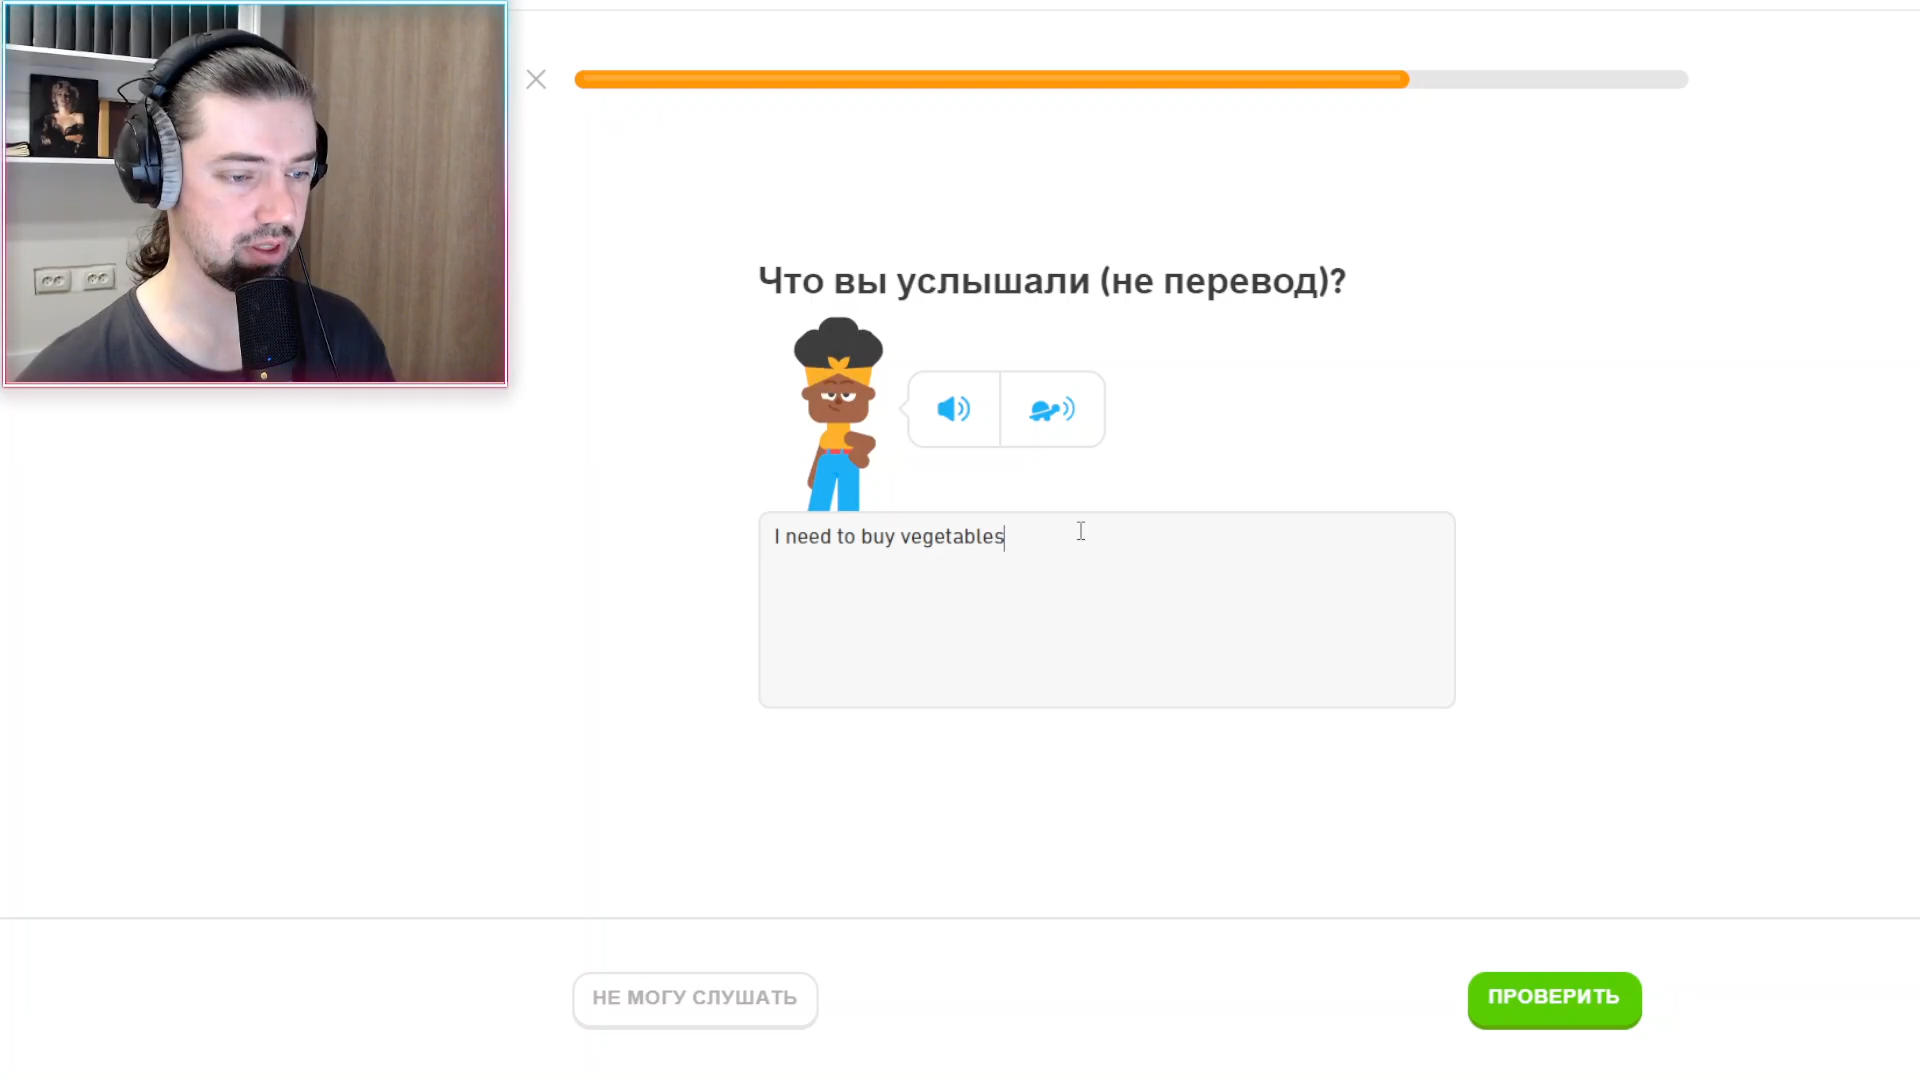 Что вы услышали (не перевод)?
I need to buy vegetables
НЕ МОГУ СЛУШАТЬ
ПРОВЕРИТЬ